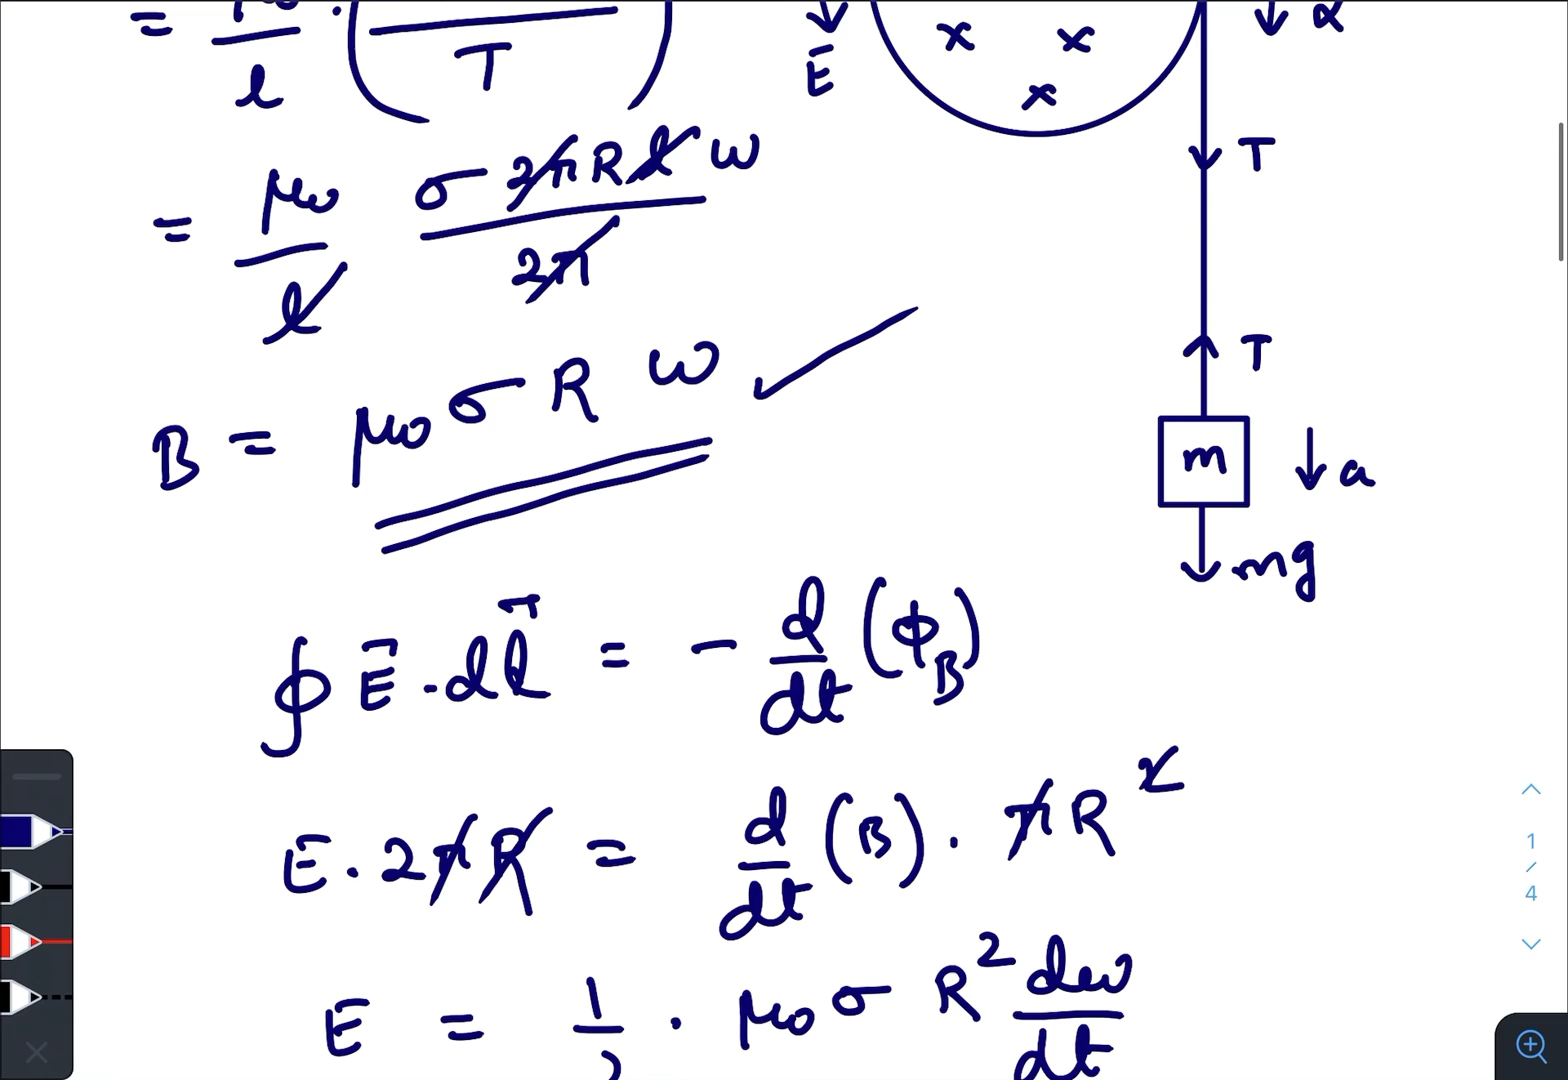 = μ₀/l · ( /T)
= μ₀/l σ 2πRl ω/2π
B = μ₀ σ R ω
∮ E⃗ · dl⃗ = - d/dt (ϕ_B)
E · 2πR = d/dt (B) · πR²
E = 1/2 · μ₀ σ R² dω/dt
E
x x
x
α
T
T
m
a
mg
1
/
4